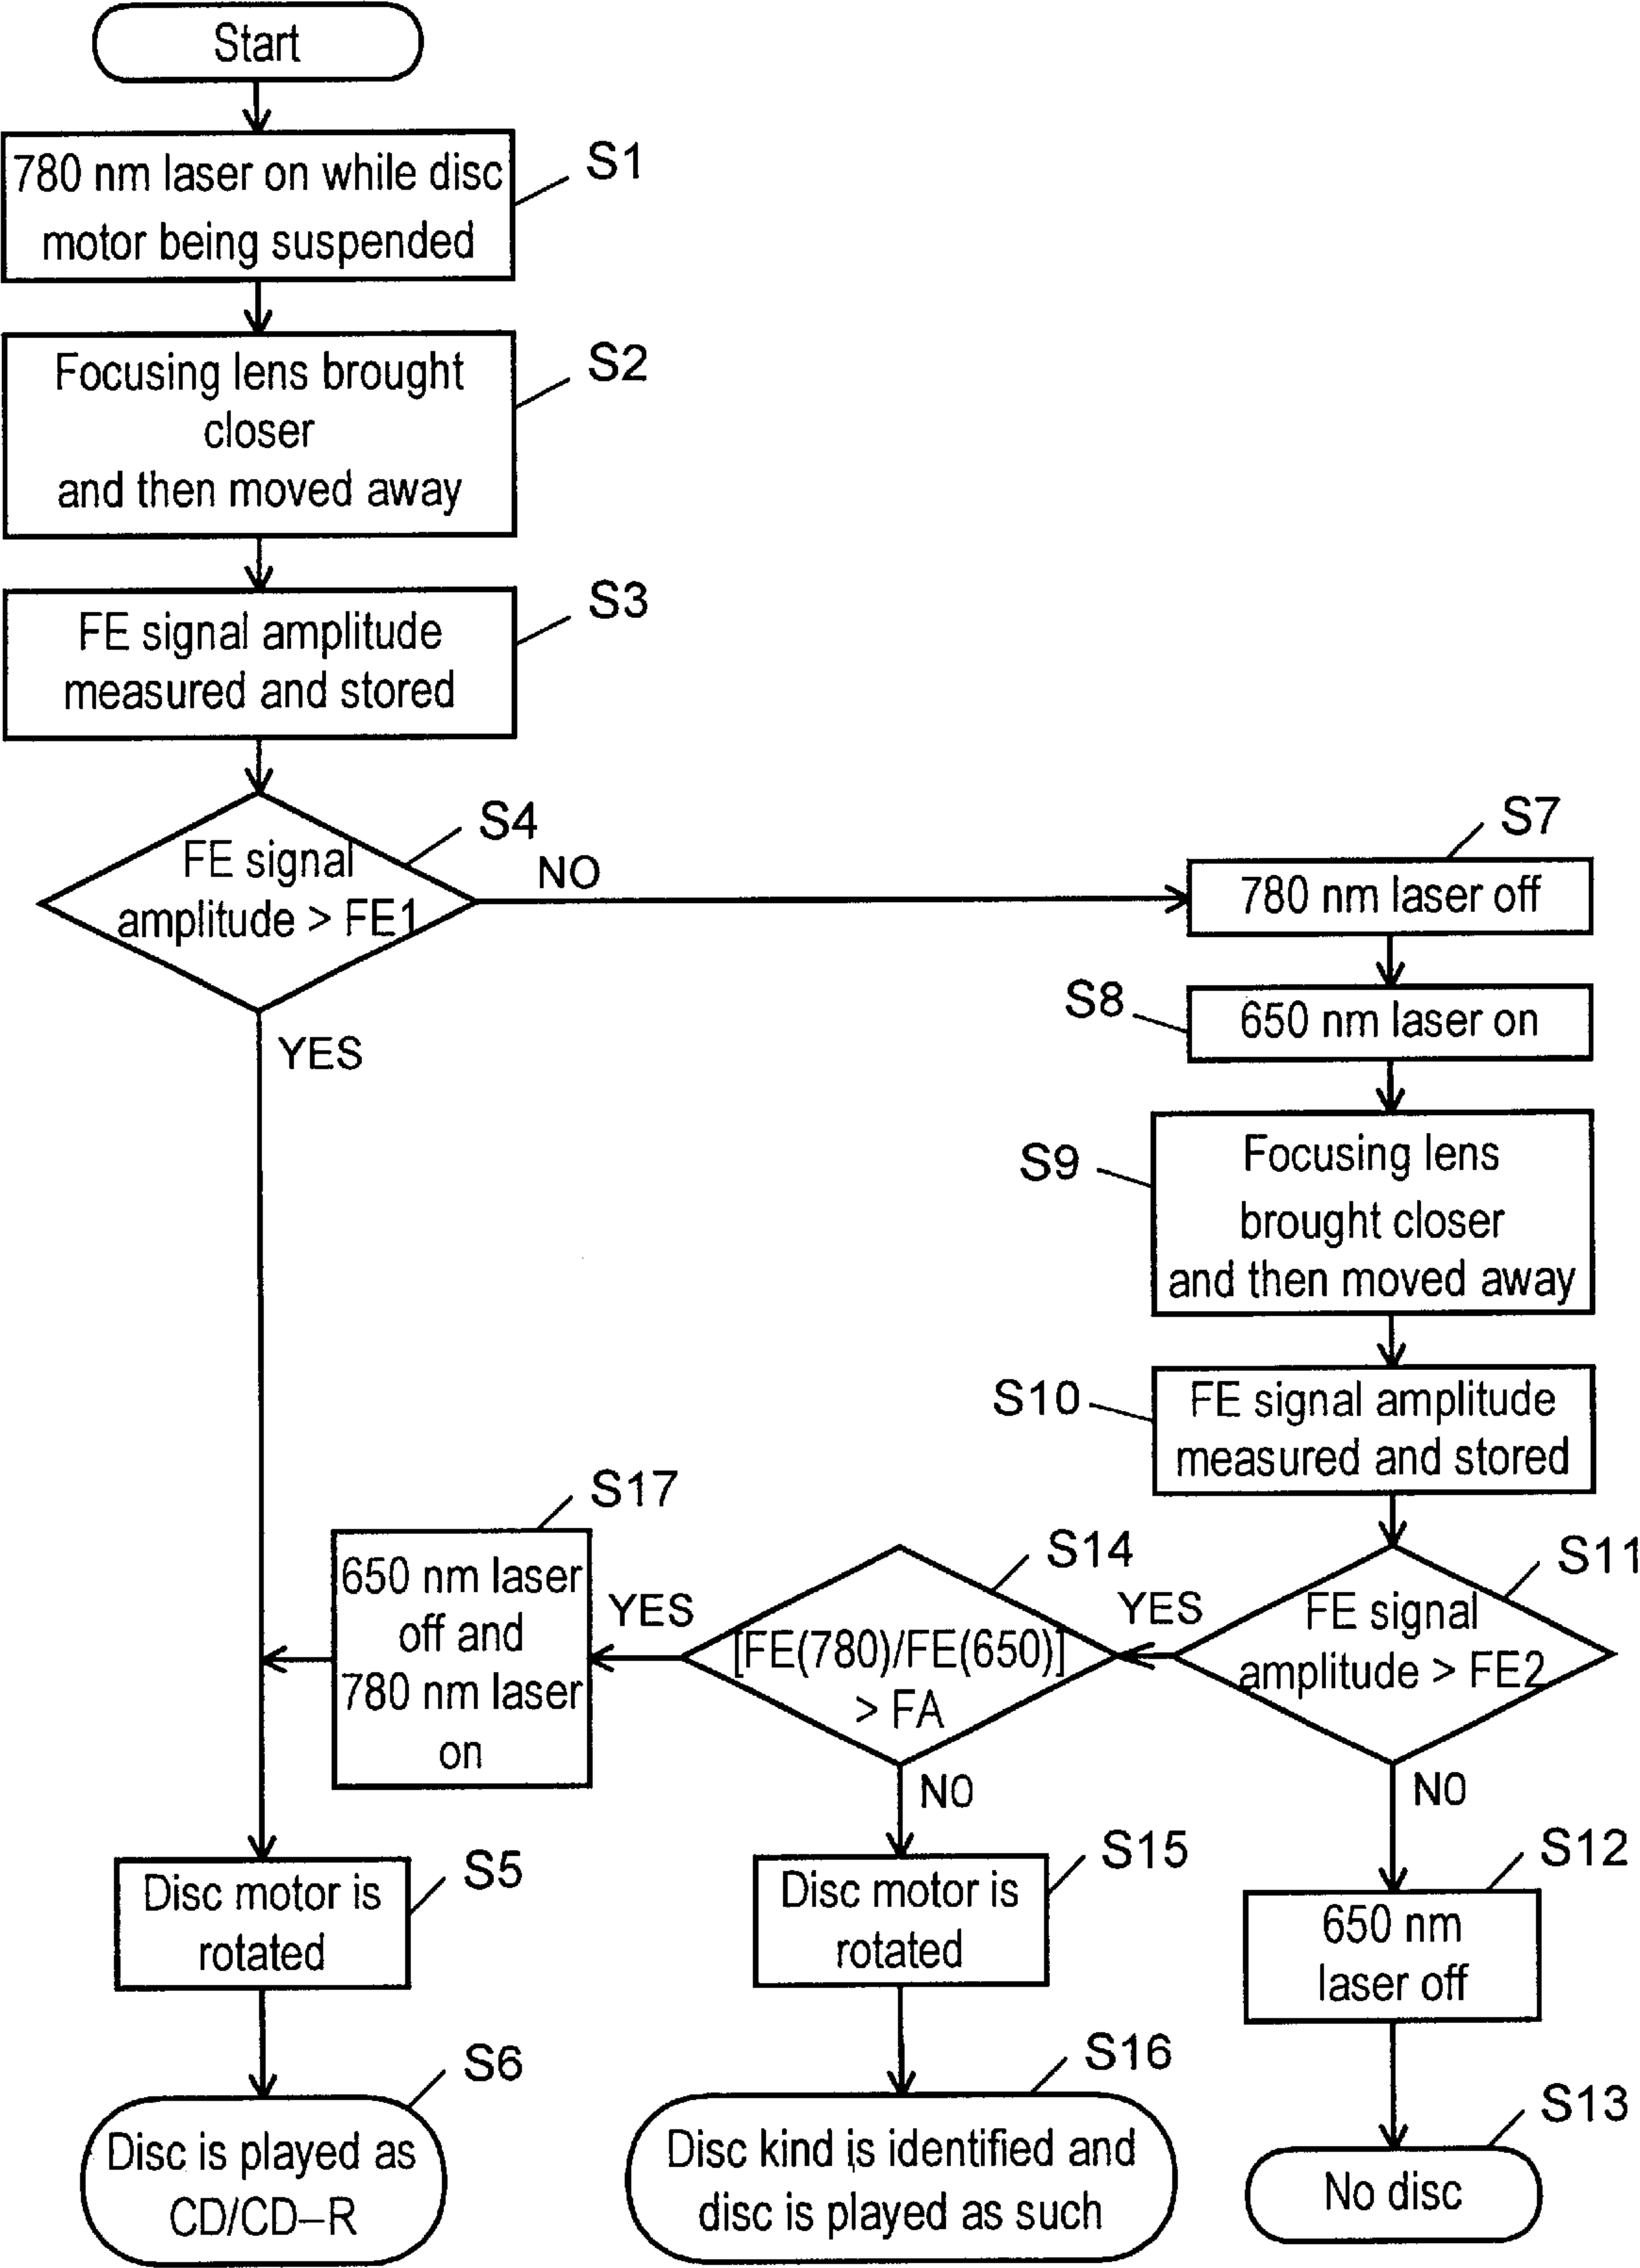 Start
780 nm laser on while disc
motor being suspended
S1
Focusing lens brought
closer
and then moved away
S2
FE signal amplitude
measured and stored
S3
FE signal
amplitude > FE1
S4
NO
YES
S7
780 nm laser off
S8
650 nm laser on
S9
Focusing lens
brought closer
and then moved away
S10
FE signal amplitude
measured and stored
S11
FE signal
amplitude > FE2
YES
NO
S14
[FE(780)/FE(650)]
> FA
YES
NO
S17
650 nm laser
off and
780 nm laser
on
S5
Disc motor is
rotated
S15
Disc motor is
rotated
S12
650 nm
laser off
S6
Disc is played as
CD/CD–R
S16
Disc kind is identified and
disc is played as such
S13
No disc